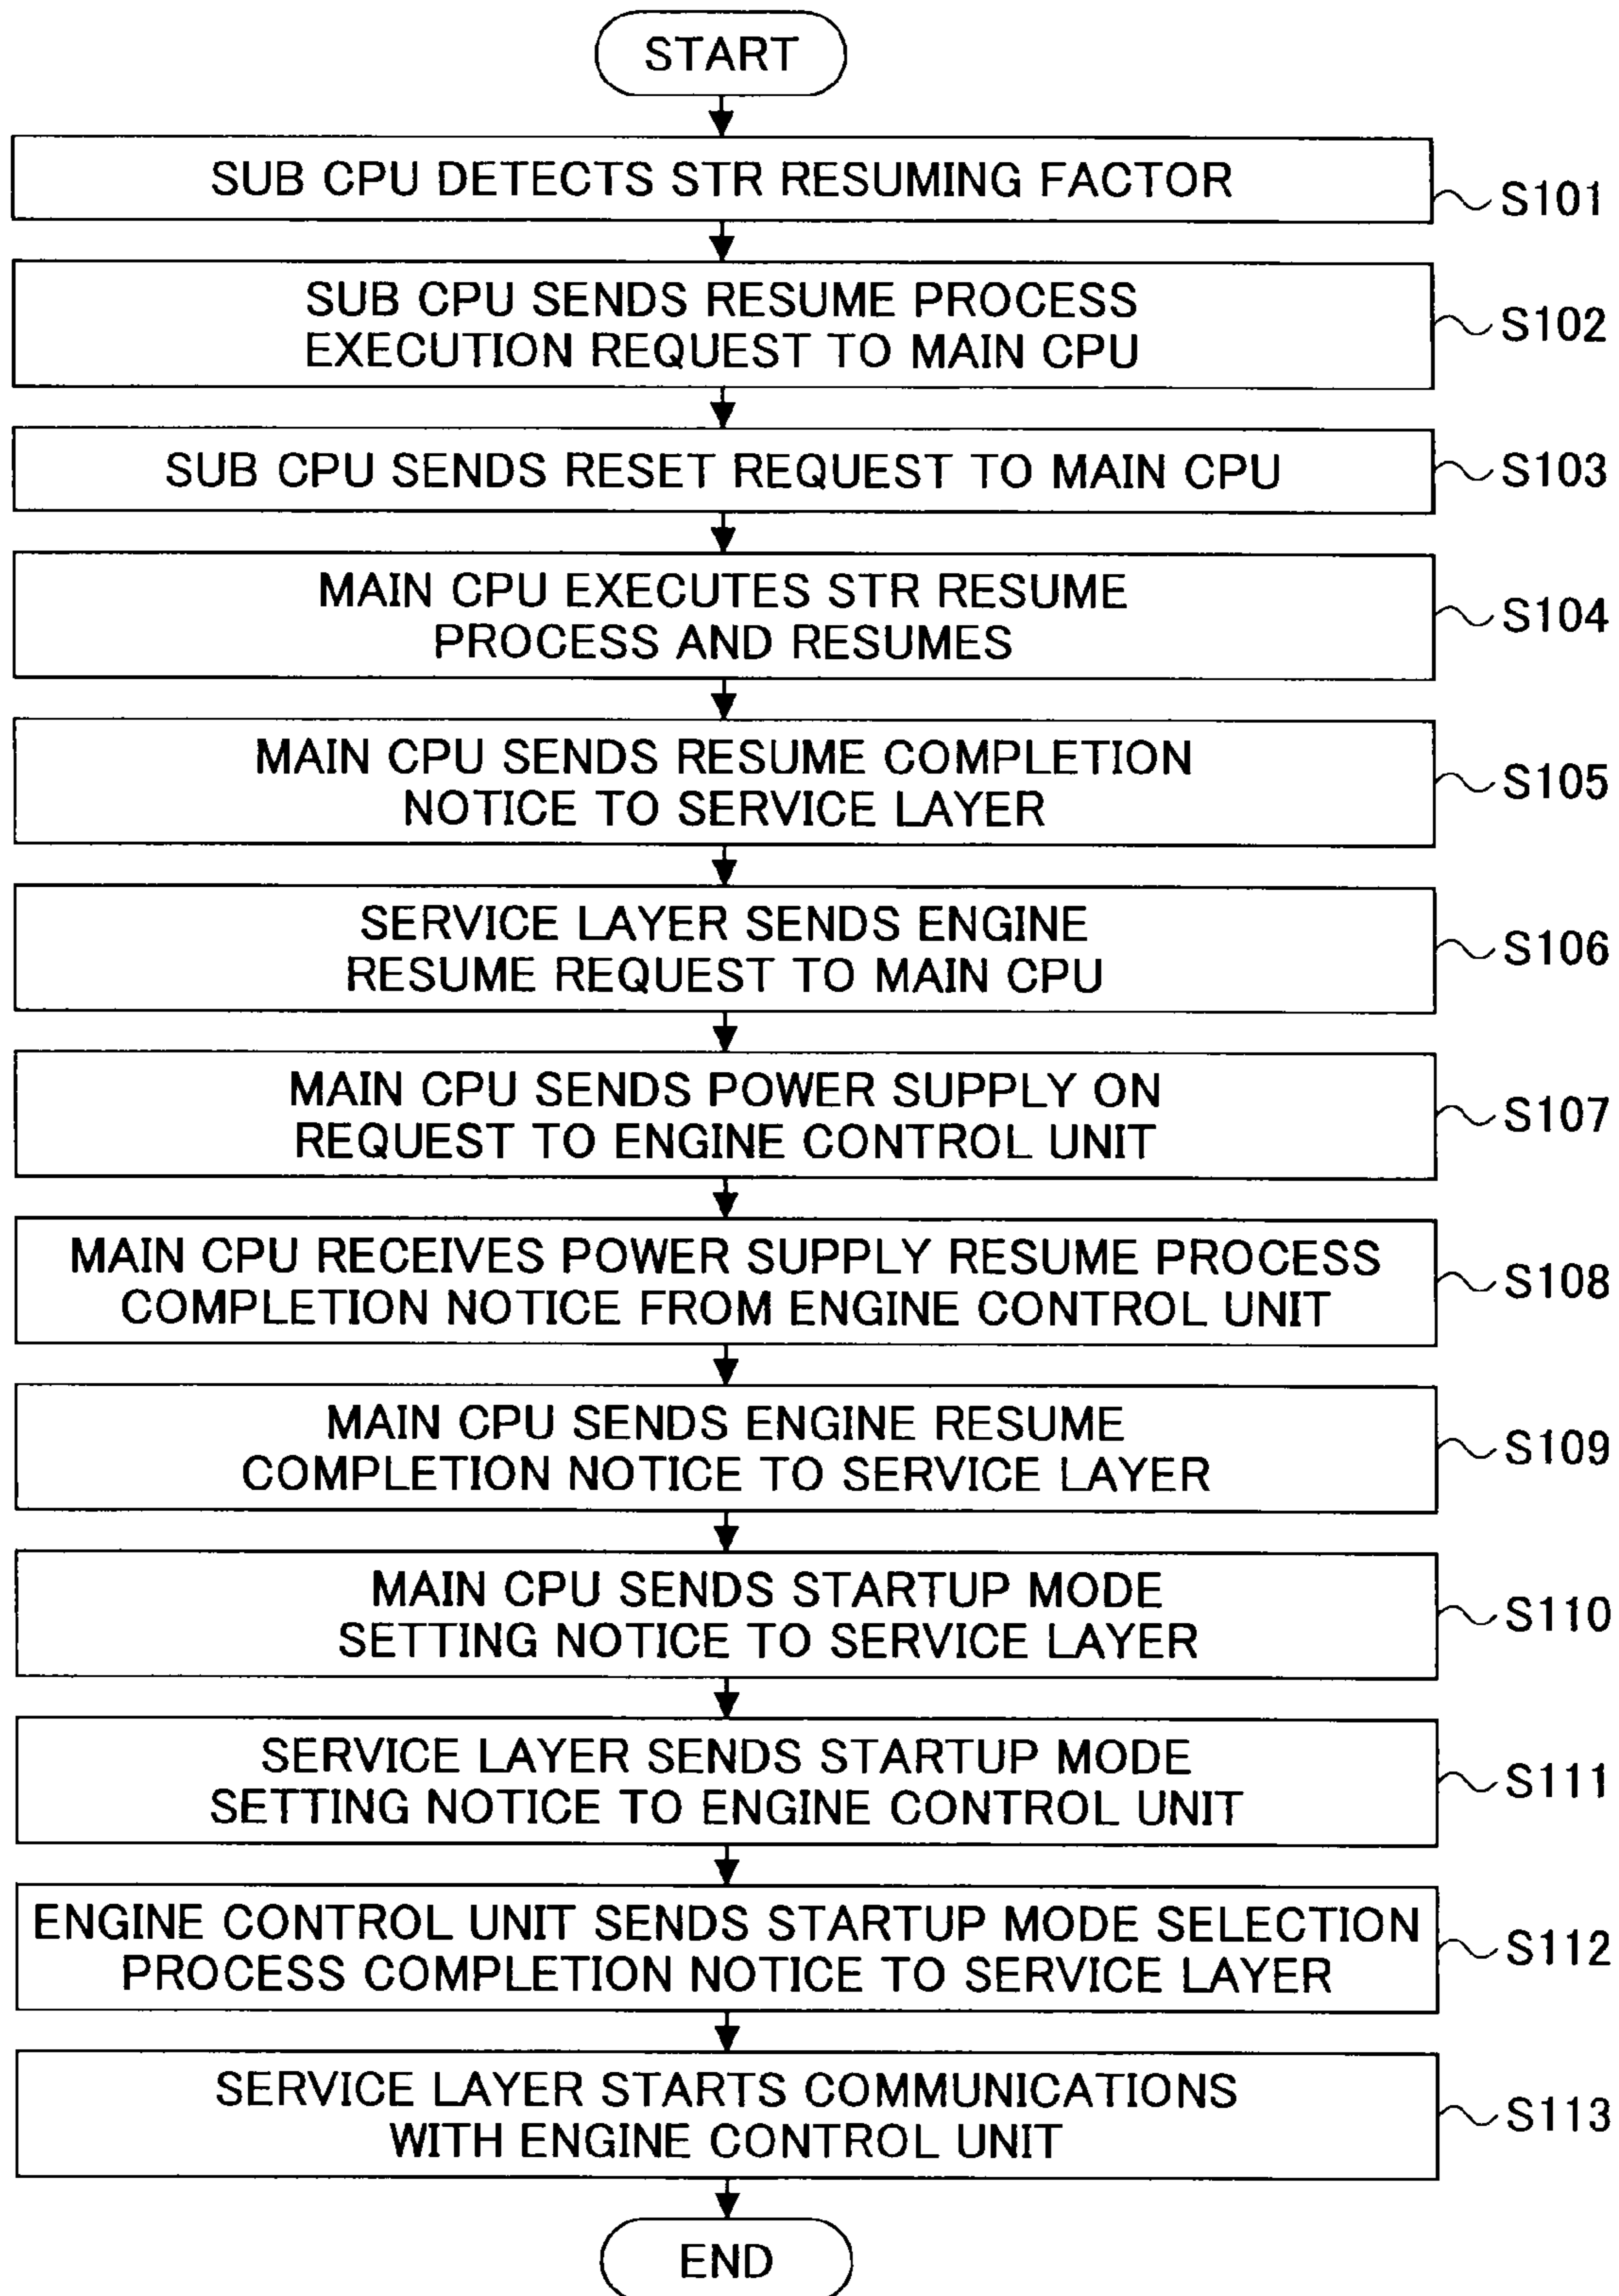 START
SUB CPU DETECTS STR RESUMING FACTOR
S101
SUB CPU SENDS RESUME PROCESS
EXECUTION REQUEST TO MAIN CPU
S102
SUB CPU SENDS RESET REQUEST TO MAIN CPU
S103
MAIN CPU EXECUTES STR RESUME
PROCESS AND RESUMES
S104
MAIN CPU SENDS RESUME COMPLETION
NOTICE TO SERVICE LAYER
S105
SERVICE LAYER SENDS ENGINE
RESUME REQUEST TO MAIN CPU
S106
MAIN CPU SENDS POWER SUPPLY ON
REQUEST TO ENGINE CONTROL UNIT
S107
MAIN CPU RECEIVES POWER SUPPLY RESUME PROCESS
COMPLETION NOTICE FROM ENGINE CONTROL UNIT
S108
MAIN CPU SENDS ENGINE RESUME
COMPLETION NOTICE TO SERVICE LAYER
S109
MAIN CPU SENDS STARTUP MODE
SETTING NOTICE TO SERVICE LAYER
S110
SERVICE LAYER SENDS STARTUP MODE
SETTING NOTICE TO ENGINE CONTROL UNIT
S111
ENGINE CONTROL UNIT SENDS STARTUP MODE SELECTION
PROCESS COMPLETION NOTICE TO SERVICE LAYER
S112
SERVICE LAYER STARTS COMMUNICATIONS
WITH ENGINE CONTROL UNIT
S113
END